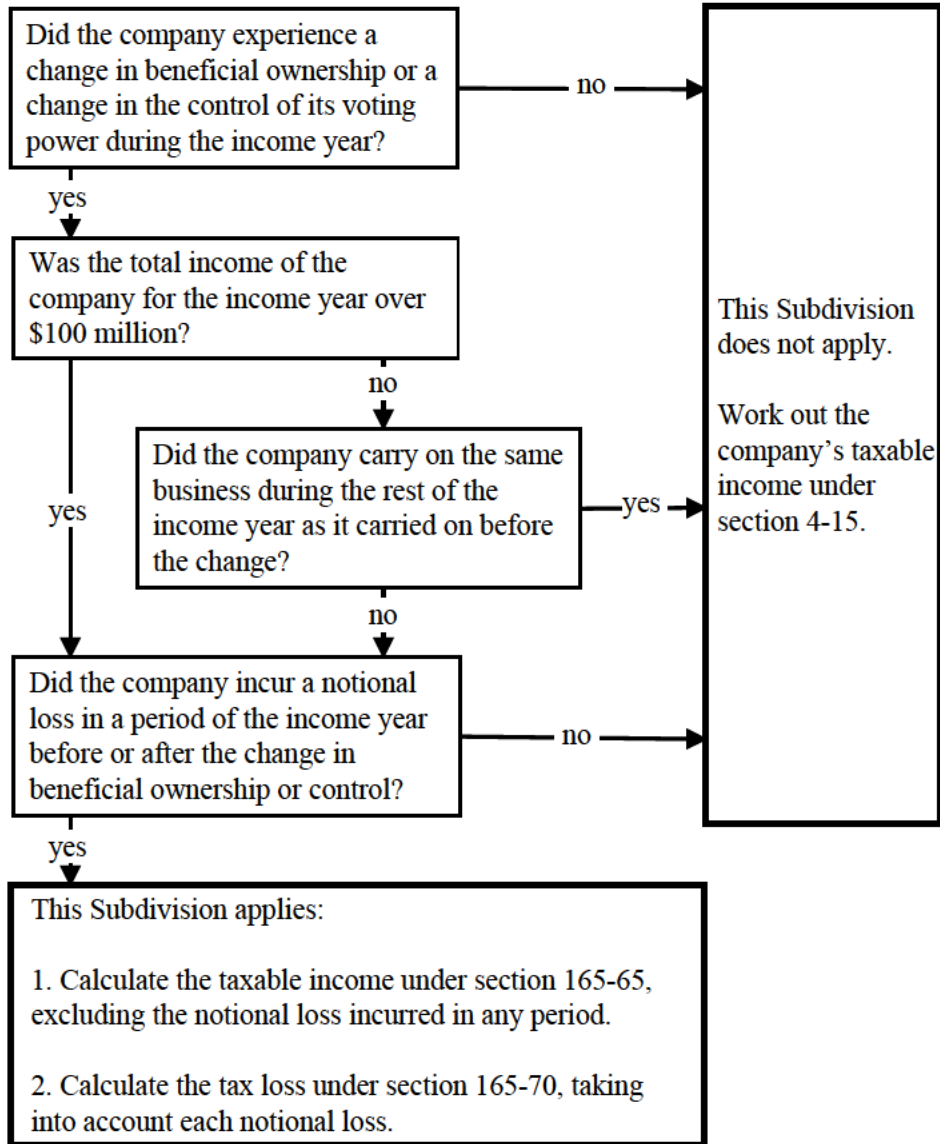 Did the company experience a
change in beneficial ownership or a
change in the control of its voting
power during the income year?
no
yes
Was the total income of the
company for the income year over
$100 million?
no
Did the company carry on the same
business during the rest of the
income year as it carried on before
the change?
yes
yes
no
Did the company incur a notional
loss in a period of the income year
before or after the change in
beneficial ownership or control?
no
yes
This Subdivision
does not apply.
Work out the
company’s taxable
income under
section 4-15.
This Subdivision applies:
1. Calculate the taxable income under section 165-65,
excluding the notional loss incurred in any period.
2. Calculate the tax loss under section 165-70, taking
into account each notional loss.